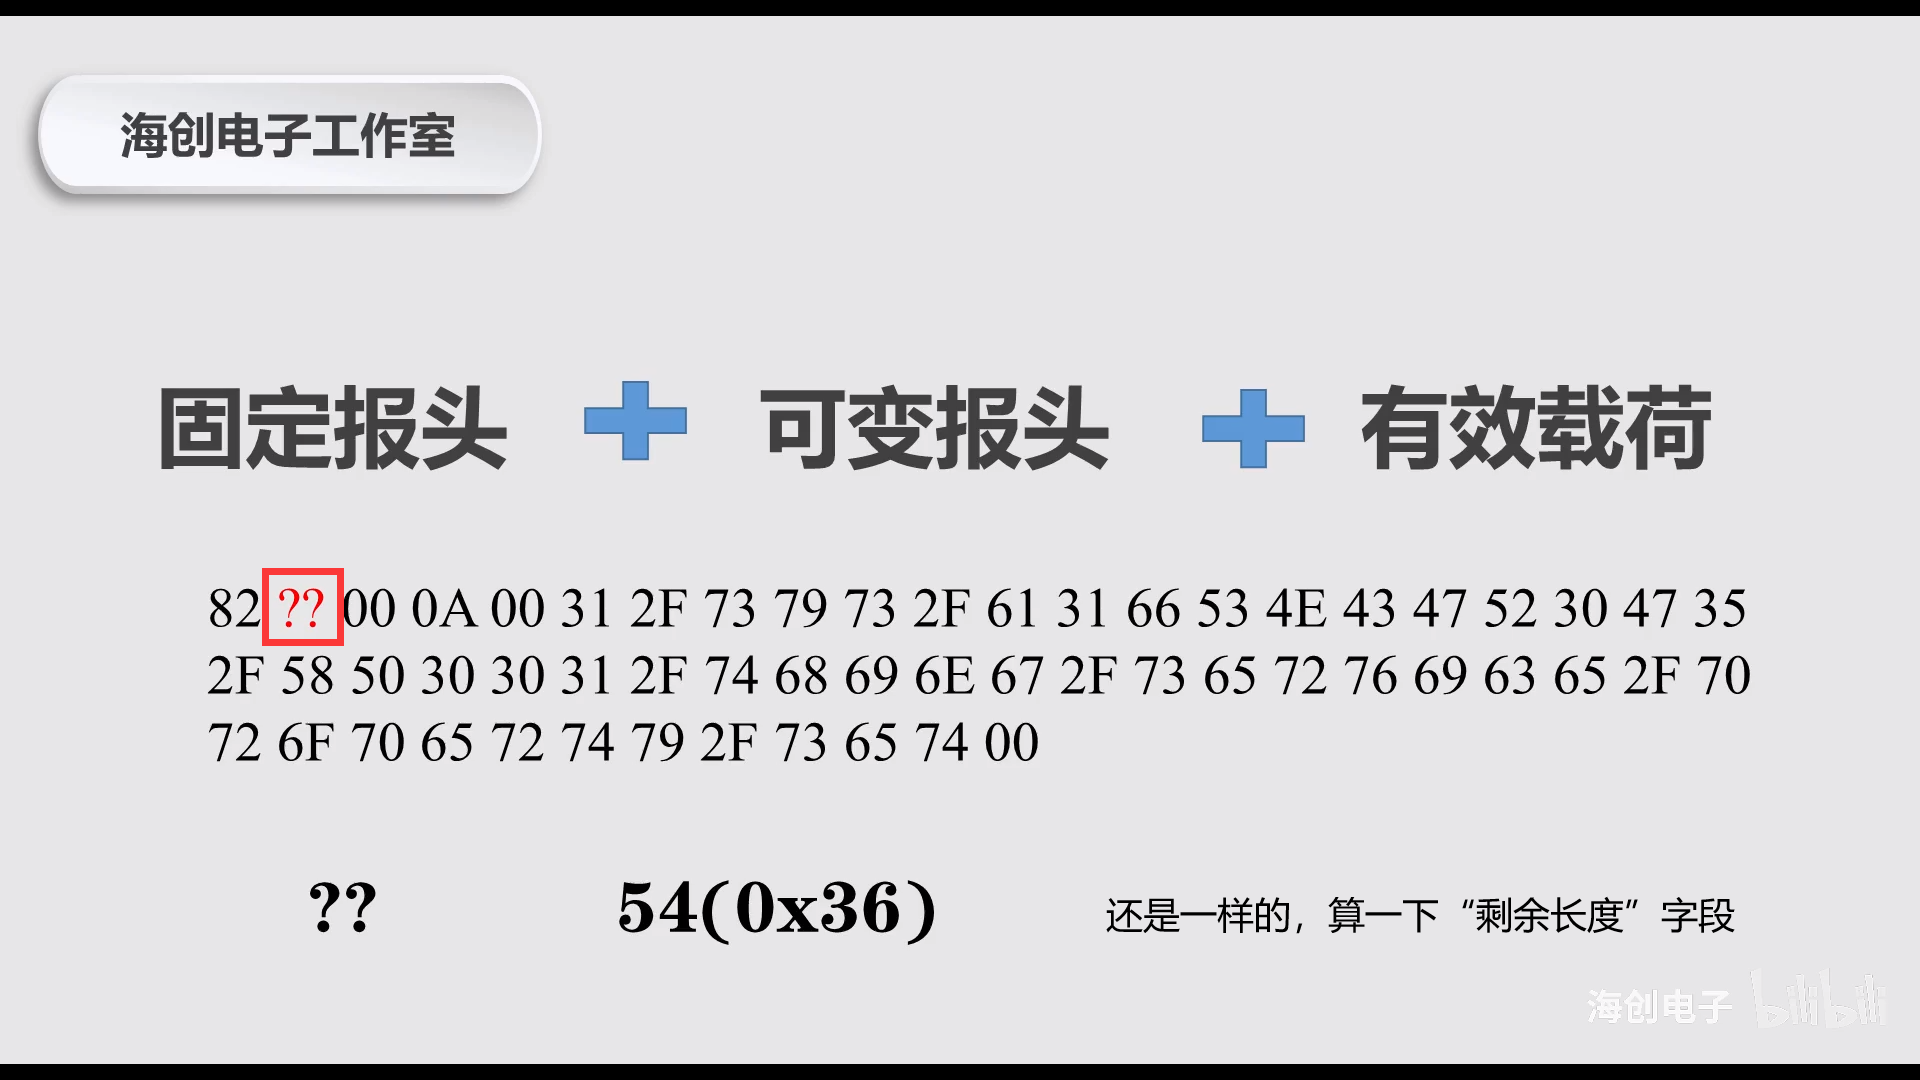 海创电子工作室
固定报头 可变报头 有效载荷
82 ?? 00 0A 00 31 2F 73 79 73 2F 61 31 66 53 4E 43 47 52 30 47 35
2F 58 50 30 30 31 2F 74 68 69 6E 67 2F 73 65 72 76 69 63 65 2F 70
72 6F 70 65 72 74 79 2F 73 65 74 00
?? 54(0x36) 还是一样的，算一下“剩余长度”字段
海创电子 bilibili